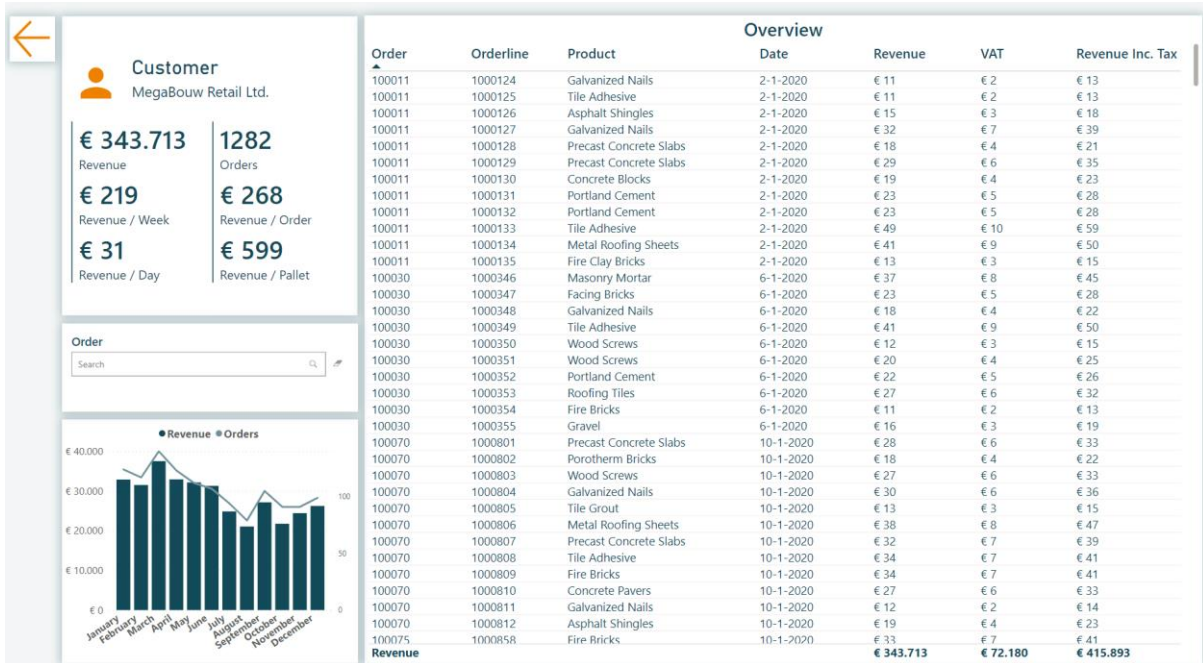 Customer
MegaBouw Retail Ltd.
€ 343.713 1282
Revenue Orders
€ 219 € 268
Revenue / Week Revenue / Order
€ 31 € 599
Revenue / Day Revenue / Pallet
Order
Search
Revenue Orders
€ 40.000
€ 30.000
€ 20.000
€ 10.000
€ 0
100
50
0
January February March April May June July August September October November December
Overview
Order Orderline Product Date Revenue VAT Revenue Inc. Tax
100011 1000124 Galvanized Nails 2-1-2020 € 11 € 2 € 13
100011 1000125 Tile Adhesive 2-1-2020 € 11 € 2 € 13
100011 1000126 Asphalt Shingles 2-1-2020 € 15 € 3 € 18
100011 1000127 Galvanized Nails 2-1-2020 € 32 € 7 € 39
100011 1000128 Precast Concrete Slabs 2-1-2020 € 18 € 4 € 21
100011 1000129 Precast Concrete Slabs 2-1-2020 € 29 € 6 € 35
100011 1000130 Concrete Blocks 2-1-2020 € 19 € 4 € 23
100011 1000131 Portland Cement 2-1-2020 € 23 € 5 € 28
100011 1000132 Portland Cement 2-1-2020 € 23 € 5 € 28
100011 1000133 Tile Adhesive 2-1-2020 € 49 € 10 € 59
100011 1000134 Metal Roofing Sheets 2-1-2020 € 41 € 9 € 50
100011 1000135 Fire Clay Bricks 2-1-2020 € 13 € 3 € 15
100030 1000346 Masonry Mortar 6-1-2020 € 37 € 8 € 45
100030 1000347 Facing Bricks 6-1-2020 € 23 € 5 € 28
100030 1000348 Galvanized Nails 6-1-2020 € 18 € 4 € 22
100030 1000349 Tile Adhesive 6-1-2020 € 41 € 9 € 50
100030 1000350 Wood Screws 6-1-2020 € 12 € 3 € 15
100030 1000351 Wood Screws 6-1-2020 € 20 € 4 € 25
100030 1000352 Portland Cement 6-1-2020 € 22 € 5 € 26
100030 1000353 Roofing Tiles 6-1-2020 € 27 € 6 € 32
100030 1000354 Fire Bricks 6-1-2020 € 11 € 2 € 13
100030 1000355 Gravel 6-1-2020 € 16 € 3 € 19
100070 1000801 Precast Concrete Slabs 10-1-2020 € 28 € 6 € 33
100070 1000802 Porotherm Bricks 10-1-2020 € 18 € 4 € 22
100070 1000803 Wood Screws 10-1-2020 € 27 € 6 € 33
100070 1000804 Galvanized Nails 10-1-2020 € 30 € 6 € 36
100070 1000805 Tile Grout 10-1-2020 € 13 € 3 € 15
100070 1000806 Metal Roofing Sheets 10-1-2020 € 38 € 8 € 47
100070 1000807 Precast Concrete Slabs 10-1-2020 € 32 € 7 € 39
100070 1000808 Tile Adhesive 10-1-2020 € 34 € 7 € 41
100070 1000809 Fire Bricks 10-1-2020 € 34 € 7 € 41
100070 1000810 Concrete Pavers 10-1-2020 € 27 € 6 € 33
100070 1000811 Galvanized Nails 10-1-2020 € 12 € 2 € 14
100070 1000812 Asphalt Shingles 10-1-2020 € 19 € 4 € 23
100075 1000858 Fire Bricks 10-1-2020 € 33 € 7 € 41
Revenue € 343.713 € 72.180 € 415.893